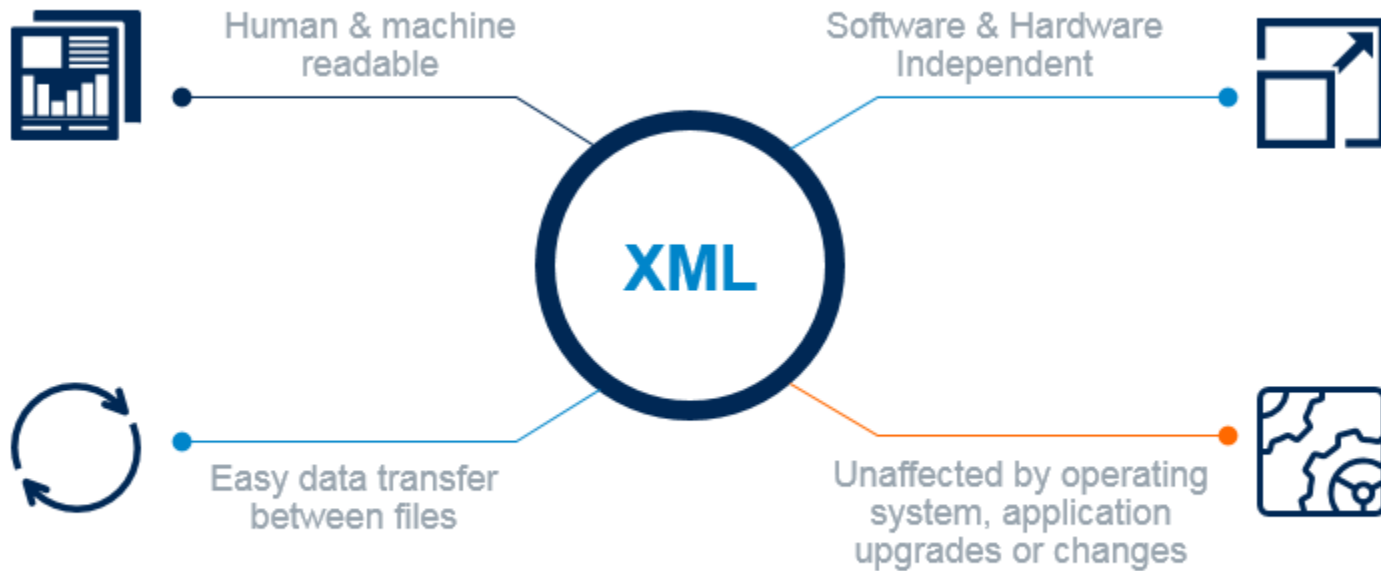 Human & machine
readable
Software & Hardware
Independent
XML
Easy data transfer
between files
Unaffected by operating
system, application
upgrades or changes